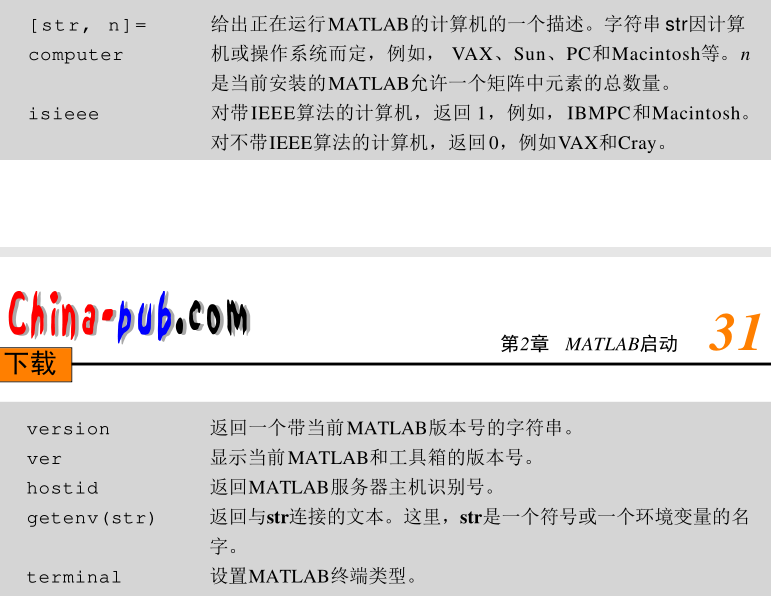 [str, n]= 给出正在运行MATLAB的计算机的一个描述。字符串 str因计算
computer 机或操作系统而定，例如， VAX、Sun、PC和Macintosh等。n
是当前安装的MATLAB允许一个矩阵中元素的总数量。
isieee 对带IEEE算法的计算机，返回 1，例如，IBMPC和Macintosh。
对不带IEEE算法的计算机，返回0，例如VAX和Cray。
China-pub.com
第2章 MATLAB启动 31
下载
version 返回一个带当前MATLAB版本号的字符串。
ver 显示当前MATLAB和工具箱的版本号。
hostid 返回MATLAB服务器主机识别号。
getenv(str) 返回与str连接的文本。这里，str是一个符号或一个环境变量的名
字。
terminal 设置MATLAB终端类型。